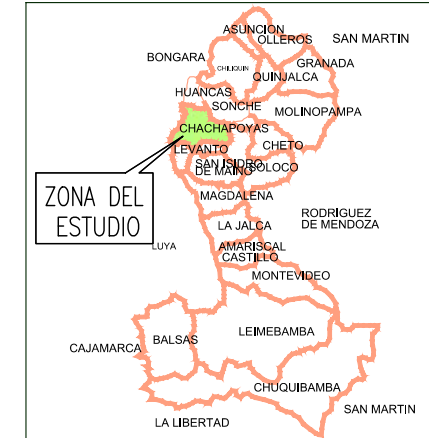 ASUNCION
OLLEROS
SAN MARTIN
BONGARA
CHILIQUIN
GRANADA
QUINJALCA
HUANCAS
SONCHE
MOLINOPAMPA
CHACHAPOYAS
LEVANTO
CHETO
SAN ISIDRO
DE MAINO
SOLOCO
ZONA DEL
ESTUDIO
MAGDALENA
RODRIGUEZ
DE MENDOZA
LA JALCA
LUYA
AMARISCAL
CASTILLO
MONTEVIDEO
LEIMEBAMBA
BALSAS
CAJAMARCA
CHUQUIBAMBA
SAN MARTIN
LA LIBERTAD